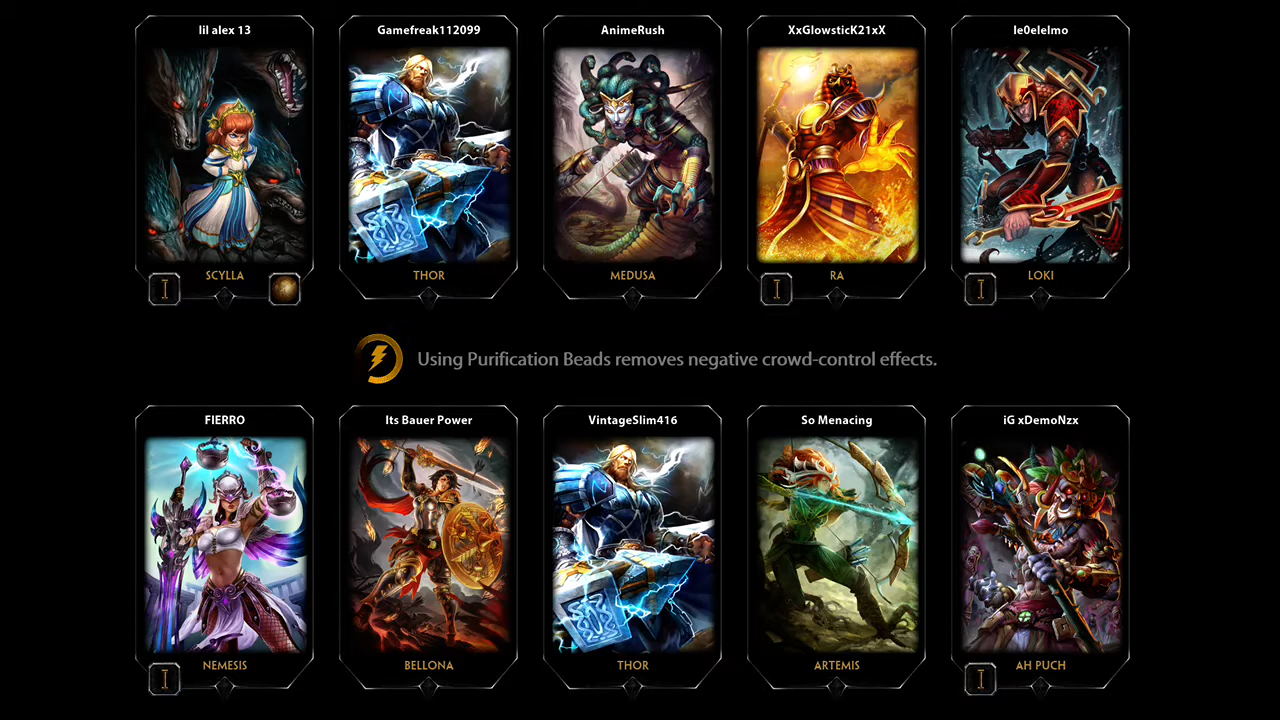 lil alex 13
Gamefreak112099
AnimeRush
XxGlowsticK21xX
le0elelmo
SCYLLA
THOR
MEDUSA
RA
LOKI
I
I
I
Using Purification Beads removes negative crowd-control effects.
FIERRO
Its Bauer Power
VintageSlim416
So Menacing
iG xDemoNzx
NEMESIS
BELLONA
THOR
ARTEMIS
AH PUCH
I
I